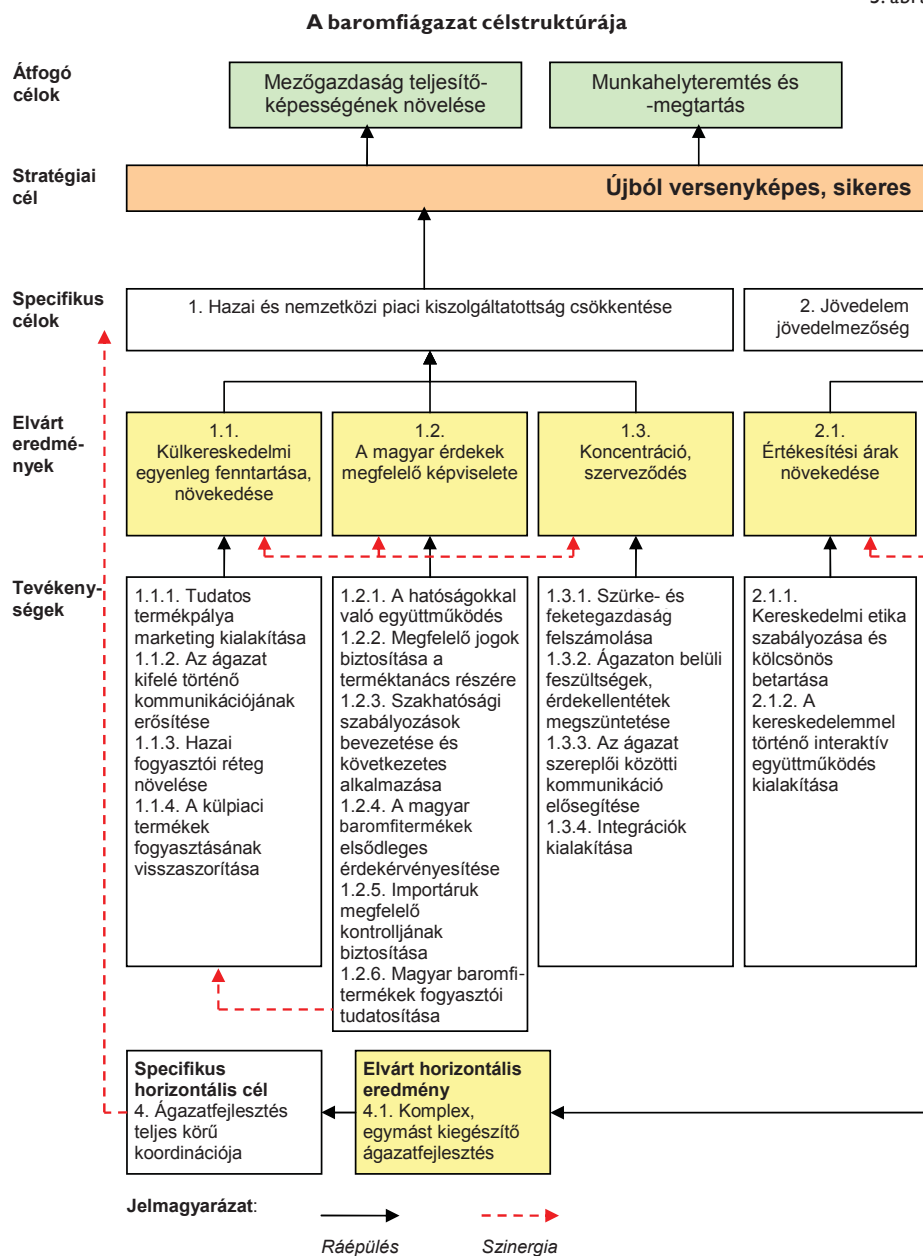 A baromfiágazat célstruktúrája
Átfogó
célok
Mezőgazdaság teljesítő-
képességének növelése
Munkahelyteremtés és
-megtartás
Stratégiai
cél
Újból versenyképes, sikeres
Specifikus
célok
1. Hazai és nemzetközi piaci kiszolgáltatottság csökkentése
2. Jövedelem
jövedelmezőség
Elvárt
eredmé-
nyek
1.1.
Külkereskedelmi
egyenleg fenntartása,
növekedése
1.2.
A magyar érdekek
megfelelő képviselete
1.3.
Koncentráció,
szerveződés
2.1.
Értékesítési árak
növekedése
Tevékeny-
ségek
1.1.1. Tudatos
termékpálya
marketing kialakítása
1.1.2. Az ágazat
kifelé történő
kommunikációjának
erősítése
1.1.3. Hazai
fogyasztói réteg
növelése
1.1.4. A külpiaci
termékek
fogyasztásának
visszaszorítása
1.2.1. A hatóságokkal
való együttműködés
1.2.2. Megfelelő jogok
biztosítása a
terméktanács részére
1.2.3. Szakhatósági
szabályozások
bevezetése és
következetes
alkalmazása
1.2.4. A magyar
baromfitermékek
elsődleges
érdekérvényesítése
1.2.5. Importáruk
megfelelő
kontrolljának
biztosítása
1.2.6. Magyar baromfi-
termékek fogyasztói
tudatosítása
1.3.1. Szürke- és
feketegazdaság
felszámolása
1.3.2. Ágazaton belüli
feszültségek,
érdekellentétek
megszüntetése
1.3.3. Az ágazat
szereplői közötti
kommunikáció
elősegítése
1.3.4. Integrációk
kialakítása
2.1.1.
Kereskedelmi etika
szabályozása és
kölcsönös
betartása
2.1.2. A
kereskedelemmel
történő interaktív
együttműködés
kialakítása
Specifikus
horizontális cél
4. Ágazatfejlesztés
teljes körű
koordinációja
Elvárt horizontális
eredmény
4.1. Komplex,
egymást kiegészítő
ágazatfejlesztés
Jelmagyarázat:
Ráépülés
Szinergia